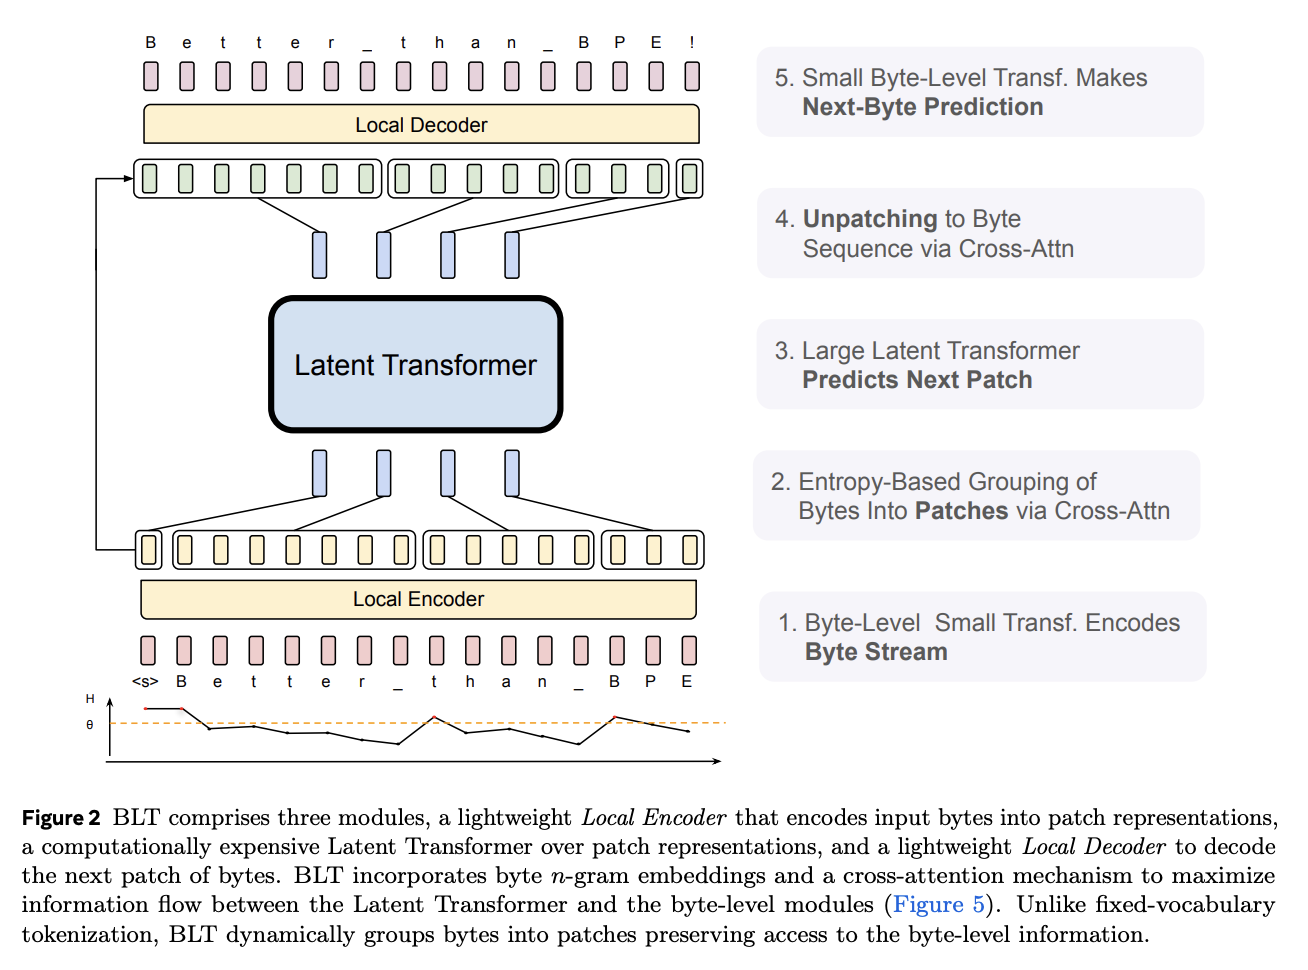 B e t t e r _ t h a n _ B P E !
Local Decoder
Latent Transformer
Local Encoder
<s> B e t t e r _ t h a n _ B P E
H
θ
5. Small Byte-Level Transf. Makes
Next-Byte Prediction
4. Unpatching to Byte
Sequence via Cross-Attn
3. Large Latent Transformer
Predicts Next Patch
2. Entropy-Based Grouping of
Bytes Into Patches via Cross-Attn
1. Byte-Level Small Transf. Encodes
Byte Stream
Figure 2 BLT comprises three modules, a lightweight Local Encoder that encodes input bytes into patch representations,
a computationally expensive Latent Transformer over patch representations, and a lightweight Local Decoder to decode
the next patch of bytes. BLT incorporates byte n-gram embeddings and a cross-attention mechanism to maximize
information flow between the Latent Transformer and the byte-level modules (Figure 5). Unlike fixed-vocabulary
tokenization, BLT dynamically groups bytes into patches preserving access to the byte-level information.